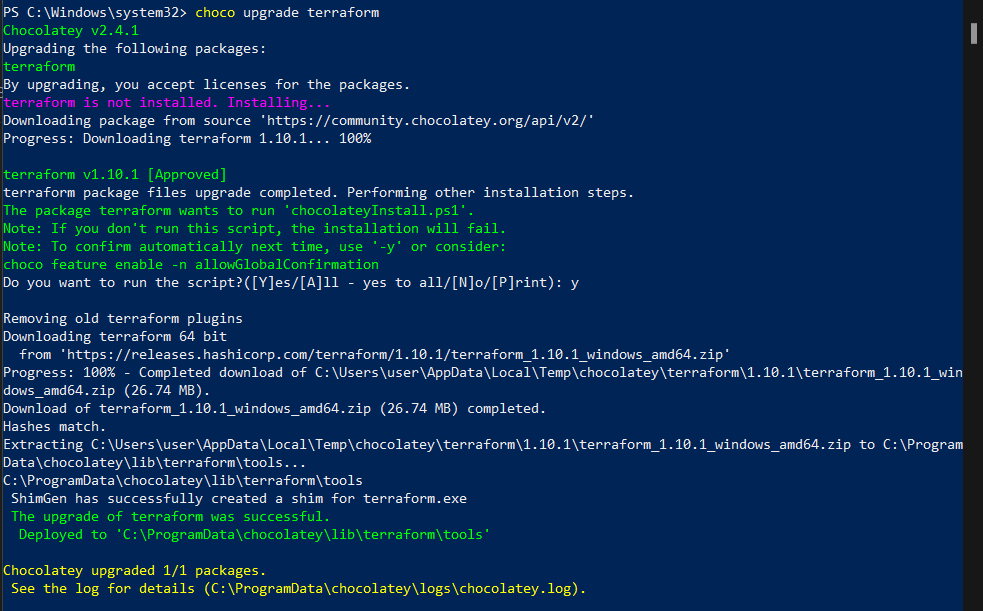 PS C:\Windows\system32> choco upgrade terraform
Chocolatey v2.4.1
Upgrading the following packages:
terraform
By upgrading, you accept licenses for the packages.
terraform is not installed. Installing...
Downloading package from source 'https://community.chocolatey.org/api/v2/'
Progress: Downloading terraform 1.10.1... 100%
terraform v1.10.1 [Approved]
terraform package files upgrade completed. Performing other installation steps.
The package terraform wants to run 'chocolateyInstall.ps1'.
Note: If you don't run this script, the installation will fail.
Note: To confirm automatically next time, use '-y' or consider:
choco feature enable -n allowGlobalConfirmation
Do you want to run the script?([Y]es/[A]ll - yes to all/[N]o/[P]rint): y
Removing old terraform plugins
Downloading terraform 64 bit
  from 'https://releases.hashicorp.com/terraform/1.10.1/terraform_1.10.1_windows_amd64.zip'
Progress: 100% - Completed download of C:\Users\user\AppData\Local\Temp\chocolatey\terraform\1.10.1\terraform_1.10.1_win
dows_amd64.zip (26.74 MB).
Download of terraform_1.10.1_windows_amd64.zip (26.74 MB) completed.
Hashes match.
Extracting C:\Users\user\AppData\Local\Temp\chocolatey\terraform\1.10.1\terraform_1.10.1_windows_amd64.zip to C:\Program
Data\chocolatey\lib\terraform\tools...
C:\ProgramData\chocolatey\lib\terraform\tools
 ShimGen has successfully created a shim for terraform.exe
 The upgrade of terraform was successful.
  Deployed to 'C:\ProgramData\chocolatey\lib\terraform\tools'
Chocolatey upgraded 1/1 packages.
 See the log for details (C:\ProgramData\chocolatey\logs\chocolatey.log).